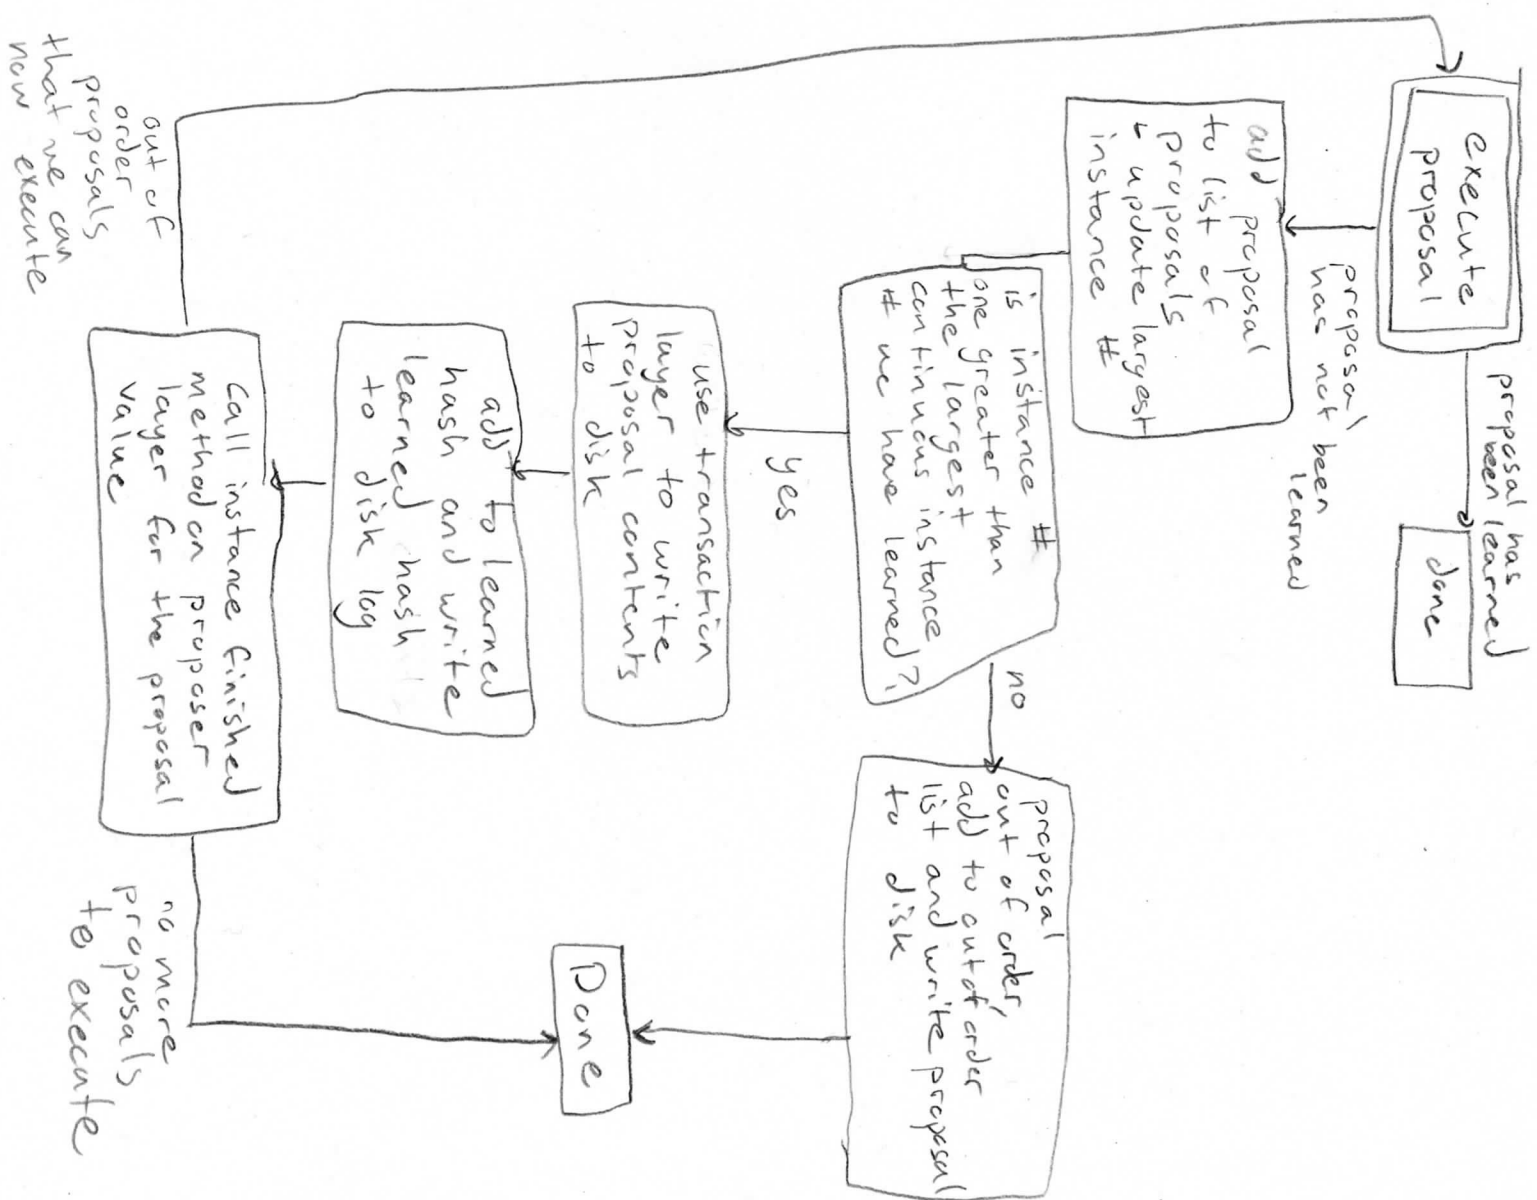 execute
proposal
proposal has
been learned
done
proposal
has not been
learned
add proposal
to list of
proposals
+ update largest
instance #
is instance #
one greater than
the largest
continuous instance
# we have learned?
yes
no
proposal
out of order,
add to out of order
list and write proposal
to disk
use transaction
layer to write
proposal contents
to disk
add to learned
hash and write
learned hash
to disk log
Call instance finished
method on proposer
layer for the proposal
value
out of
order
proposals
that we can
now execute
no more
proposals
to execute
Done